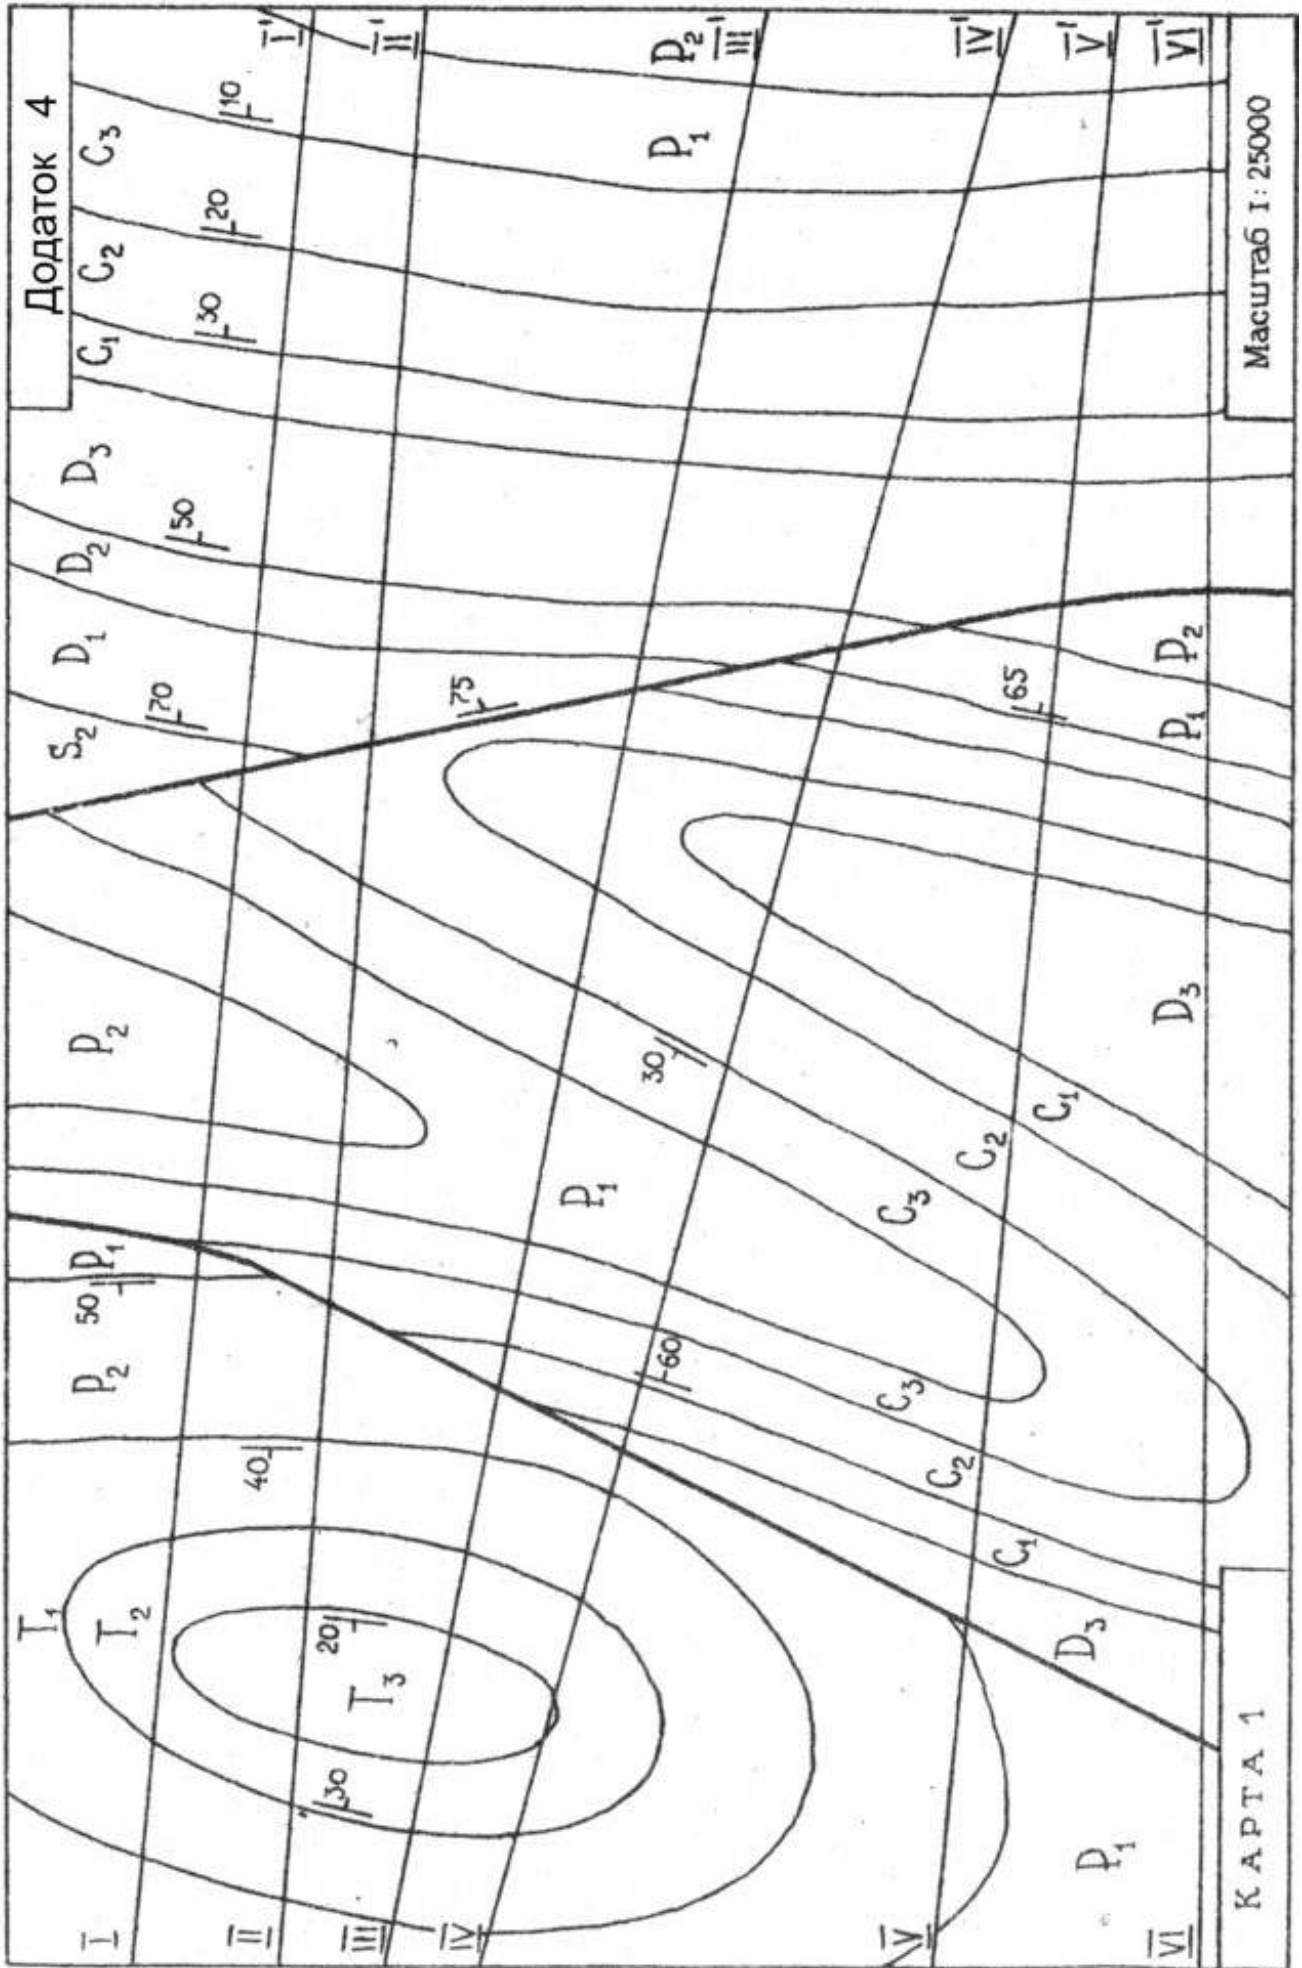 Додаток 4
T₁ P₂ 50 P₁ P₂ S₂ D₁ D₂ D₃ C₁ C₂ C₃
I T₂ 70 50 30 20 10 I'
II 40 II'
20
T₃
30
III
IV
75
P₁
60 30 P₁ P₂ III'
C₃ C₃
C₂ C₂ IV'
V C₁ C₁ 65 V'
P₁ D₃
VI D₃ P₁ P₂ VI'
КАРТА 1
Масштаб 1:25000